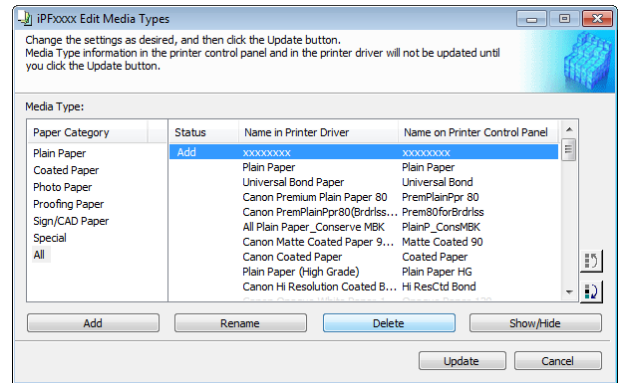 iPFxxxx Edit Media Types
Change the settings as desired, and then click the Update button.
Media Type information in the printer control panel and in the printer driver will not be updated until
you click the Update button.
Media Type:
Paper Category Status Name in Printer Driver Name on Printer Control Panel
Add xxxxxxxx xxxxxxxx
Plain Paper Plain Paper Plain Paper
Coated Paper Universal Bond Paper Universal Bond
Photo Paper Canon Premium Plain Paper 80 PremPlainPpr 80
Proofing Paper Canon PremPlainPpr80(Brdrlss... Prem80forBrdrlss
Sign/CAD Paper All Plain Paper_Conserve MBK PlainP_ConsMBK
Special Canon Matte Coated Paper 9... Matte Coated 90
All Canon Coated Paper Coated Paper
Plain Paper (High Grade) Plain Paper HG
Canon Hi Resolution Coated B... Hi ResCtd Bond
Add Rename Delete Show/Hide
Update Cancel